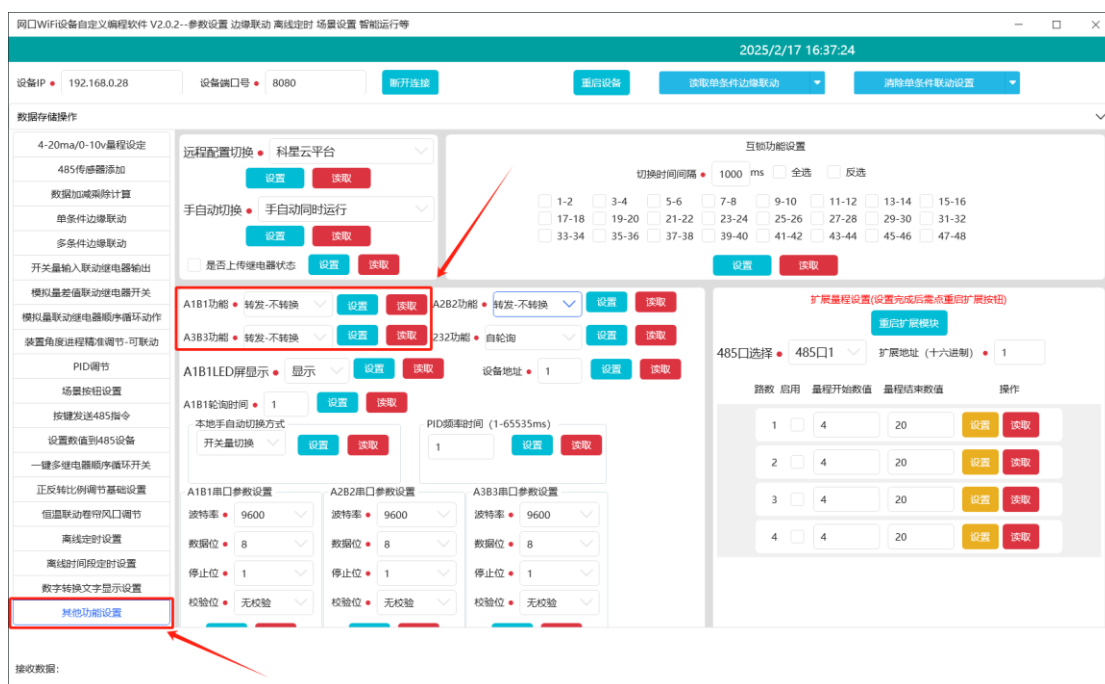 网口WiFi设备自定义编程软件 V2.0.2--参数设置 边缘联动 离线定时 场景设置 智能运行等
2025/2/17 16:37:24
设备IP 192.168.0.28 设备端口号 8080 断开连接 重启设备 读取单条件边缘联动 清除单条件联动设置
数据存储操作
4-20ma/0-10v量程设定
485传感器添加
数据加减乘除计算
单条件边缘联动
多条件边缘联动
开关量输入联动继电器输出
模拟量差值联动继电器开关
模拟量联动继电器顺序循环动作
装置角度进程精准调节-可联动
PID调节
场景按钮设置
按键发送485指令
设置数值到485设备
一键多继电器顺序循环开关
正反转比例调节基础设置
恒温联动卷帘风口调节
离线定时设置
离线时间段定时设置
数字转换文字显示设置
其他功能设置
远程配置切换 科星云平台
设置 读取
手自动切换 手自动同时运行
设置 读取
是否上传继电器状态 设置 读取
互锁功能设置
切换时间间隔 1000 ms 全选 反选
1-2 3-4 5-6 7-8 9-10 11-12 13-14 15-16
17-18 19-20 21-22 23-24 25-26 27-28 29-30 31-32
33-34 35-36 37-38 39-40 41-42 43-44 45-46 47-48
设置 读取
A1B1功能 转发-不转换 设置 读取 A2B2功能 转发-不转换 设置 读取
A3B3功能 转发-不转换 设置 读取 232功能 自轮询 设置 读取
A1B1LED屏显示 显示 设置 读取 设备地址 1 设置 读取
A1B1轮询时间 1 设置 读取
本地手自动切换方式 PID频率时间 (1-65535ms)
开关量切换 设置 读取 1 设置 读取
A1B1串口参数设置 A2B2串口参数设置 A3B3串口参数设置
波特率 9600 波特率 9600 波特率 9600
数据位 8 数据位 8 数据位 8
停止位 1 停止位 1 停止位 1
校验位 无校验 校验位 无校验 校验位 无校验
扩展量程设置(设置完成后需点重启扩展按钮)
重启扩展模块
485口选择 485口1 扩展地址（十六进制） 1
路数 启用 量程开始数值 量程结束数值 操作
1 4 20 设置 读取
2 4 20 设置 读取
3 4 20 设置 读取
4 4 20 设置 读取
接收数据: